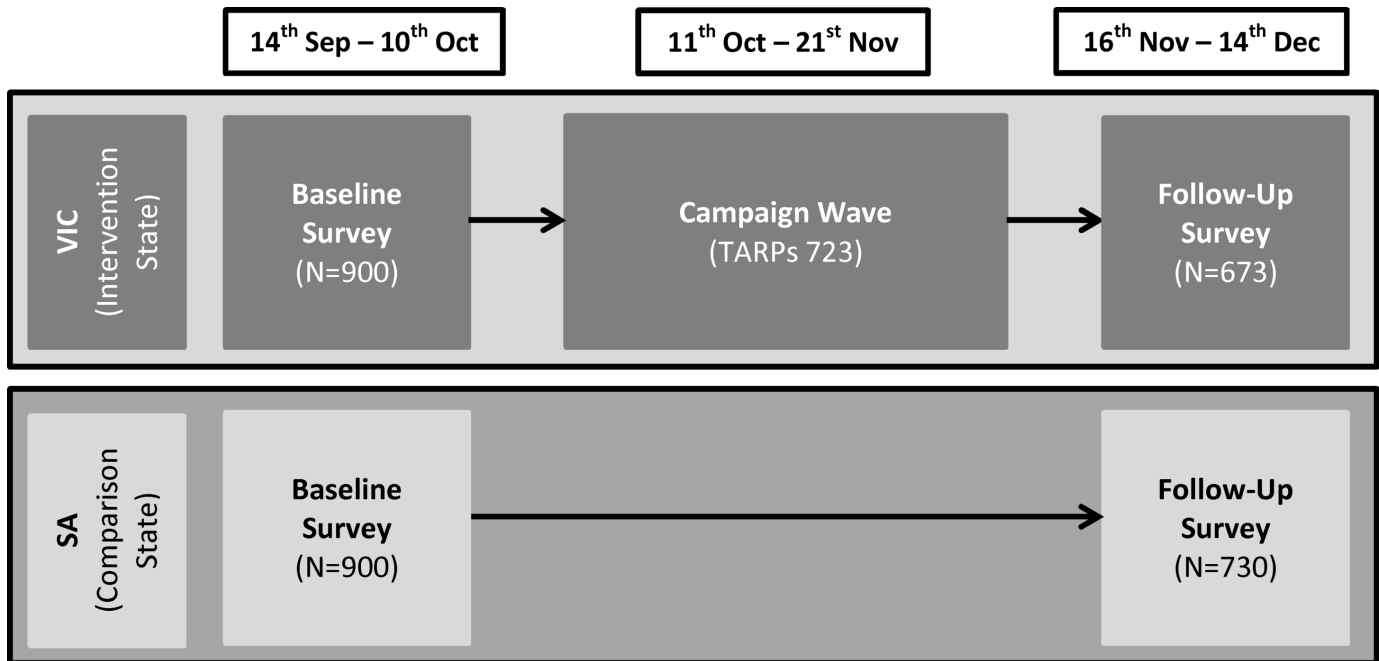 14th Sep – 10th Oct
11th Oct – 21st Nov
16th Nov – 14th Dec
VIC
(Intervention
State)
Baseline
Survey
(N=900)
Campaign Wave
(TARPs 723)
Follow-Up
Survey
(N=673)
SA
(Comparison
State)
Baseline
Survey
(N=900)
Follow-Up
Survey
(N=730)